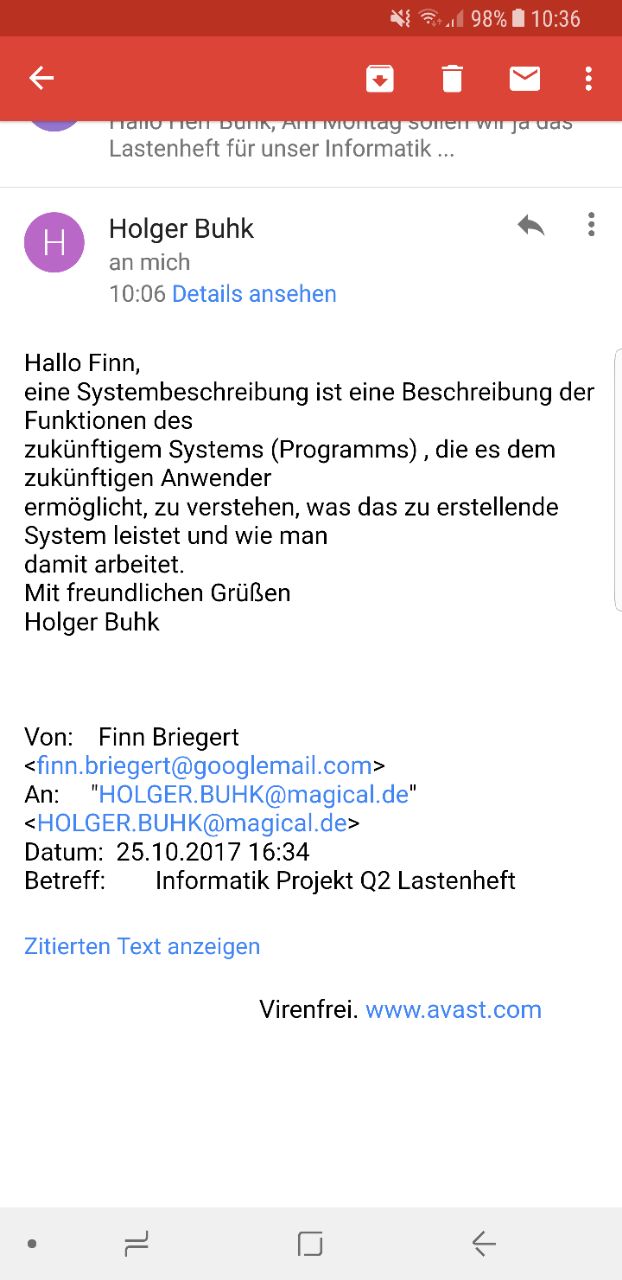 98% 10:36
Hallo Herr Buhk, Am Montag sollen wir ja das
Lastenheft für unser Informatik ...
H
Holger Buhk
an mich
10:06 Details ansehen
Hallo Finn,
eine Systembeschreibung ist eine Beschreibung der
Funktionen des
zukünftigem Systems (Programms) , die es dem
zukünftigen Anwender
ermöglicht, zu verstehen, was das zu erstellende
System leistet und wie man
damit arbeitet.
Mit freundlichen Grüßen
Holger Buhk
Von: Finn Briegert
<finn.briegert@googlemail.com>
An: "HOLGER.BUHK@magical.de"
<HOLGER.BUHK@magical.de>
Datum: 25.10.2017 16:34
Betreff: Informatik Projekt Q2 Lastenheft
Zitierten Text anzeigen
Virenfrei. www.avast.com